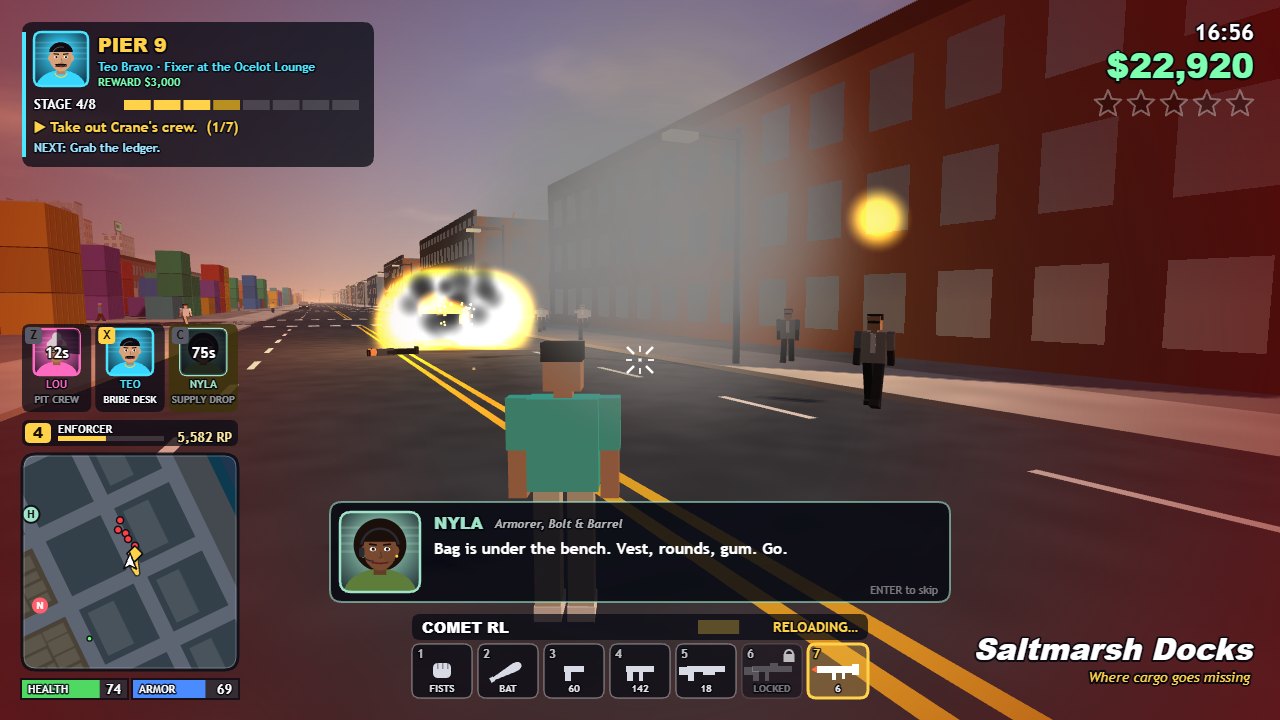 PIER 9
Teo Bravo · Fixer at the Ocelot Lounge
REWARD $3,000
STAGE 4/8
▶ Take out Crane's crew. (1/7)
NEXT: Grab the ledger.
16:56
$22,920
Z
12s
LOU
PIT CREW
X
TEO
BRIBE DESK
C
75s
NYLA
SUPPLY DROP
4
ENFORCER
5,582 RP
H
N
HEALTH 74
ARMOR 69
NYLA Armorer, Bolt & Barrel
Bag is under the bench. Vest, rounds, gum. Go.
ENTER to skip
COMET RL
RELOADING...
1
FISTS
2
BAT
3
60
4
142
5
18
6
LOCKED
7
6
Saltmarsh Docks
Where cargo goes missing